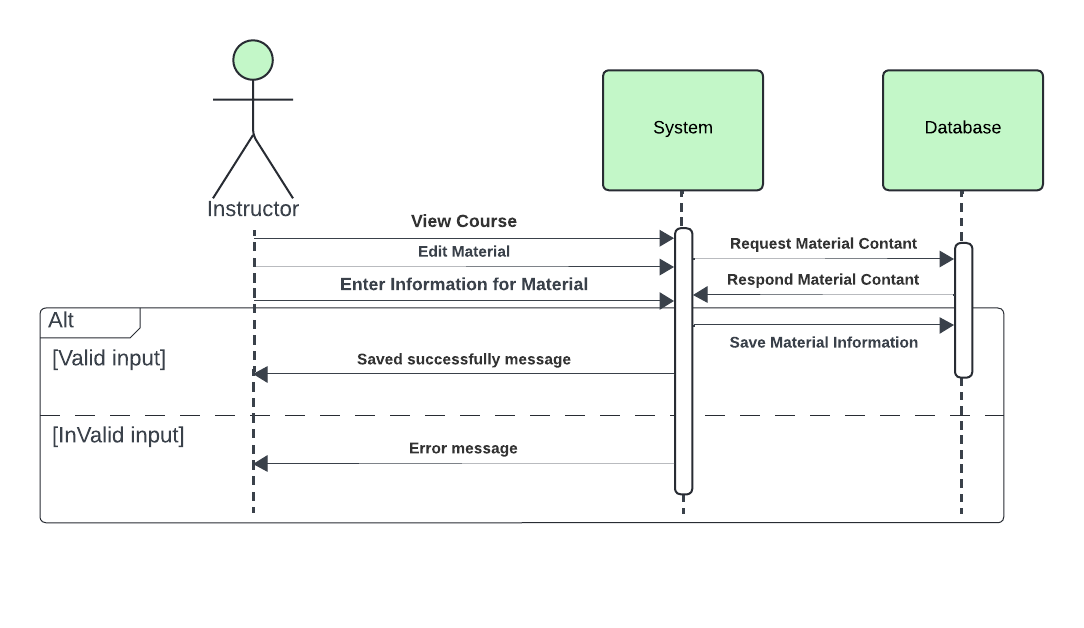 System
Database
Instructor
View Course
Request Material Contant
Edit Material
Respond Material Contant
Enter Information for Material
Alt
Save Material Information
[Valid input]
Saved successfully message
[InValid input]
Error message